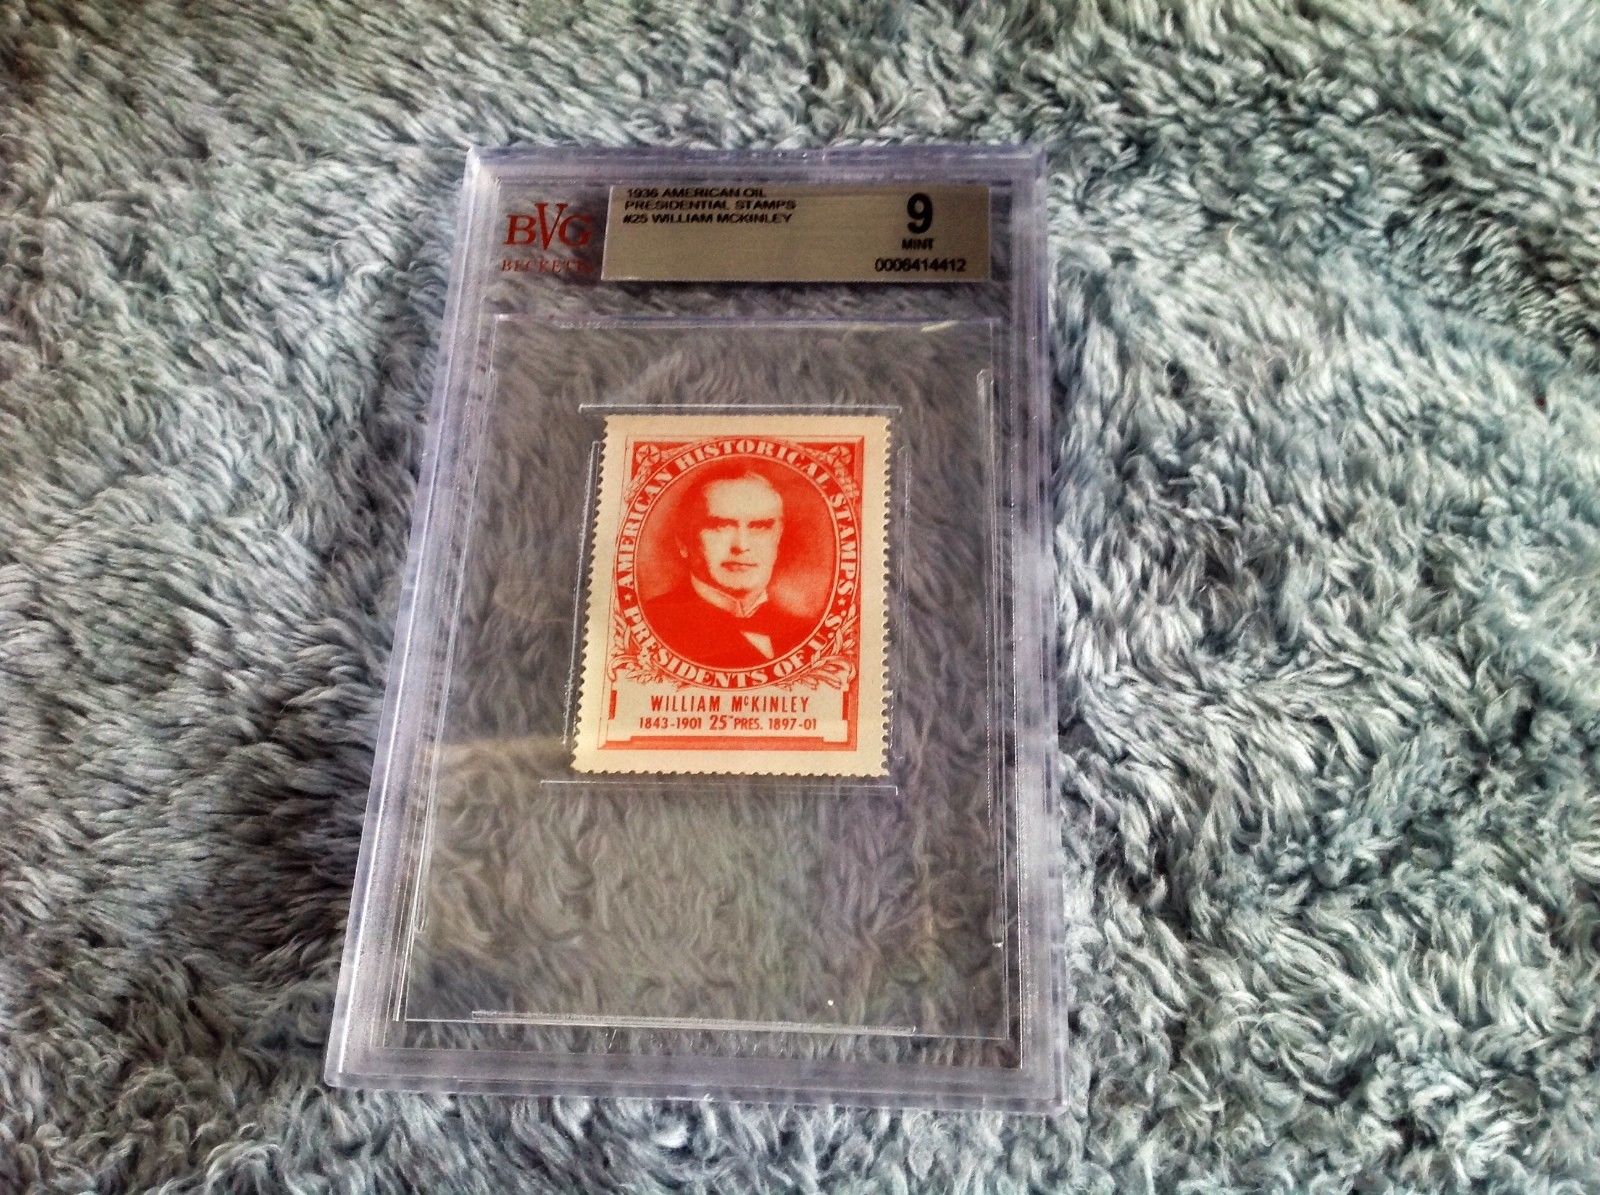 BVG
BECKETT
1936 AMERICAN OIL
PRESIDENTIAL STAMPS
#25 WILLIAM MCKINLEY
9
MINT
0006414412
★ AMERICAN HISTORICAL STAMPS ★
PRESIDENTS OF U.S.
WILLIAM McKINLEY
1843-1901 25TH PRES. 1897-01